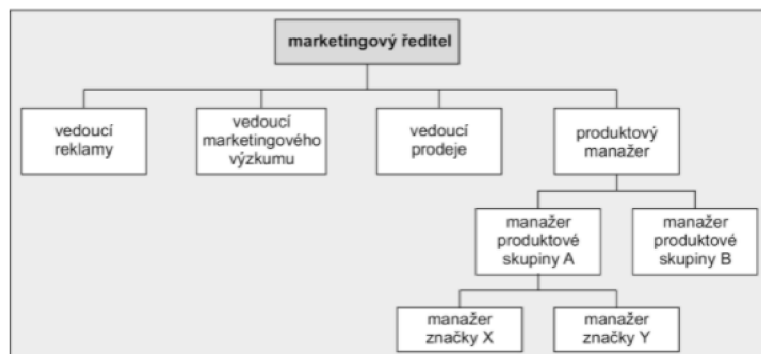 marketingový ředitel
vedoucí
reklamy
vedoucí
marketingového
výzkumu
vedoucí
prodeje
produktový
manažer
manažer
produktové
skupiny A
manažer
produktové
skupiny B
manažer
značky X
manažer
značky Y